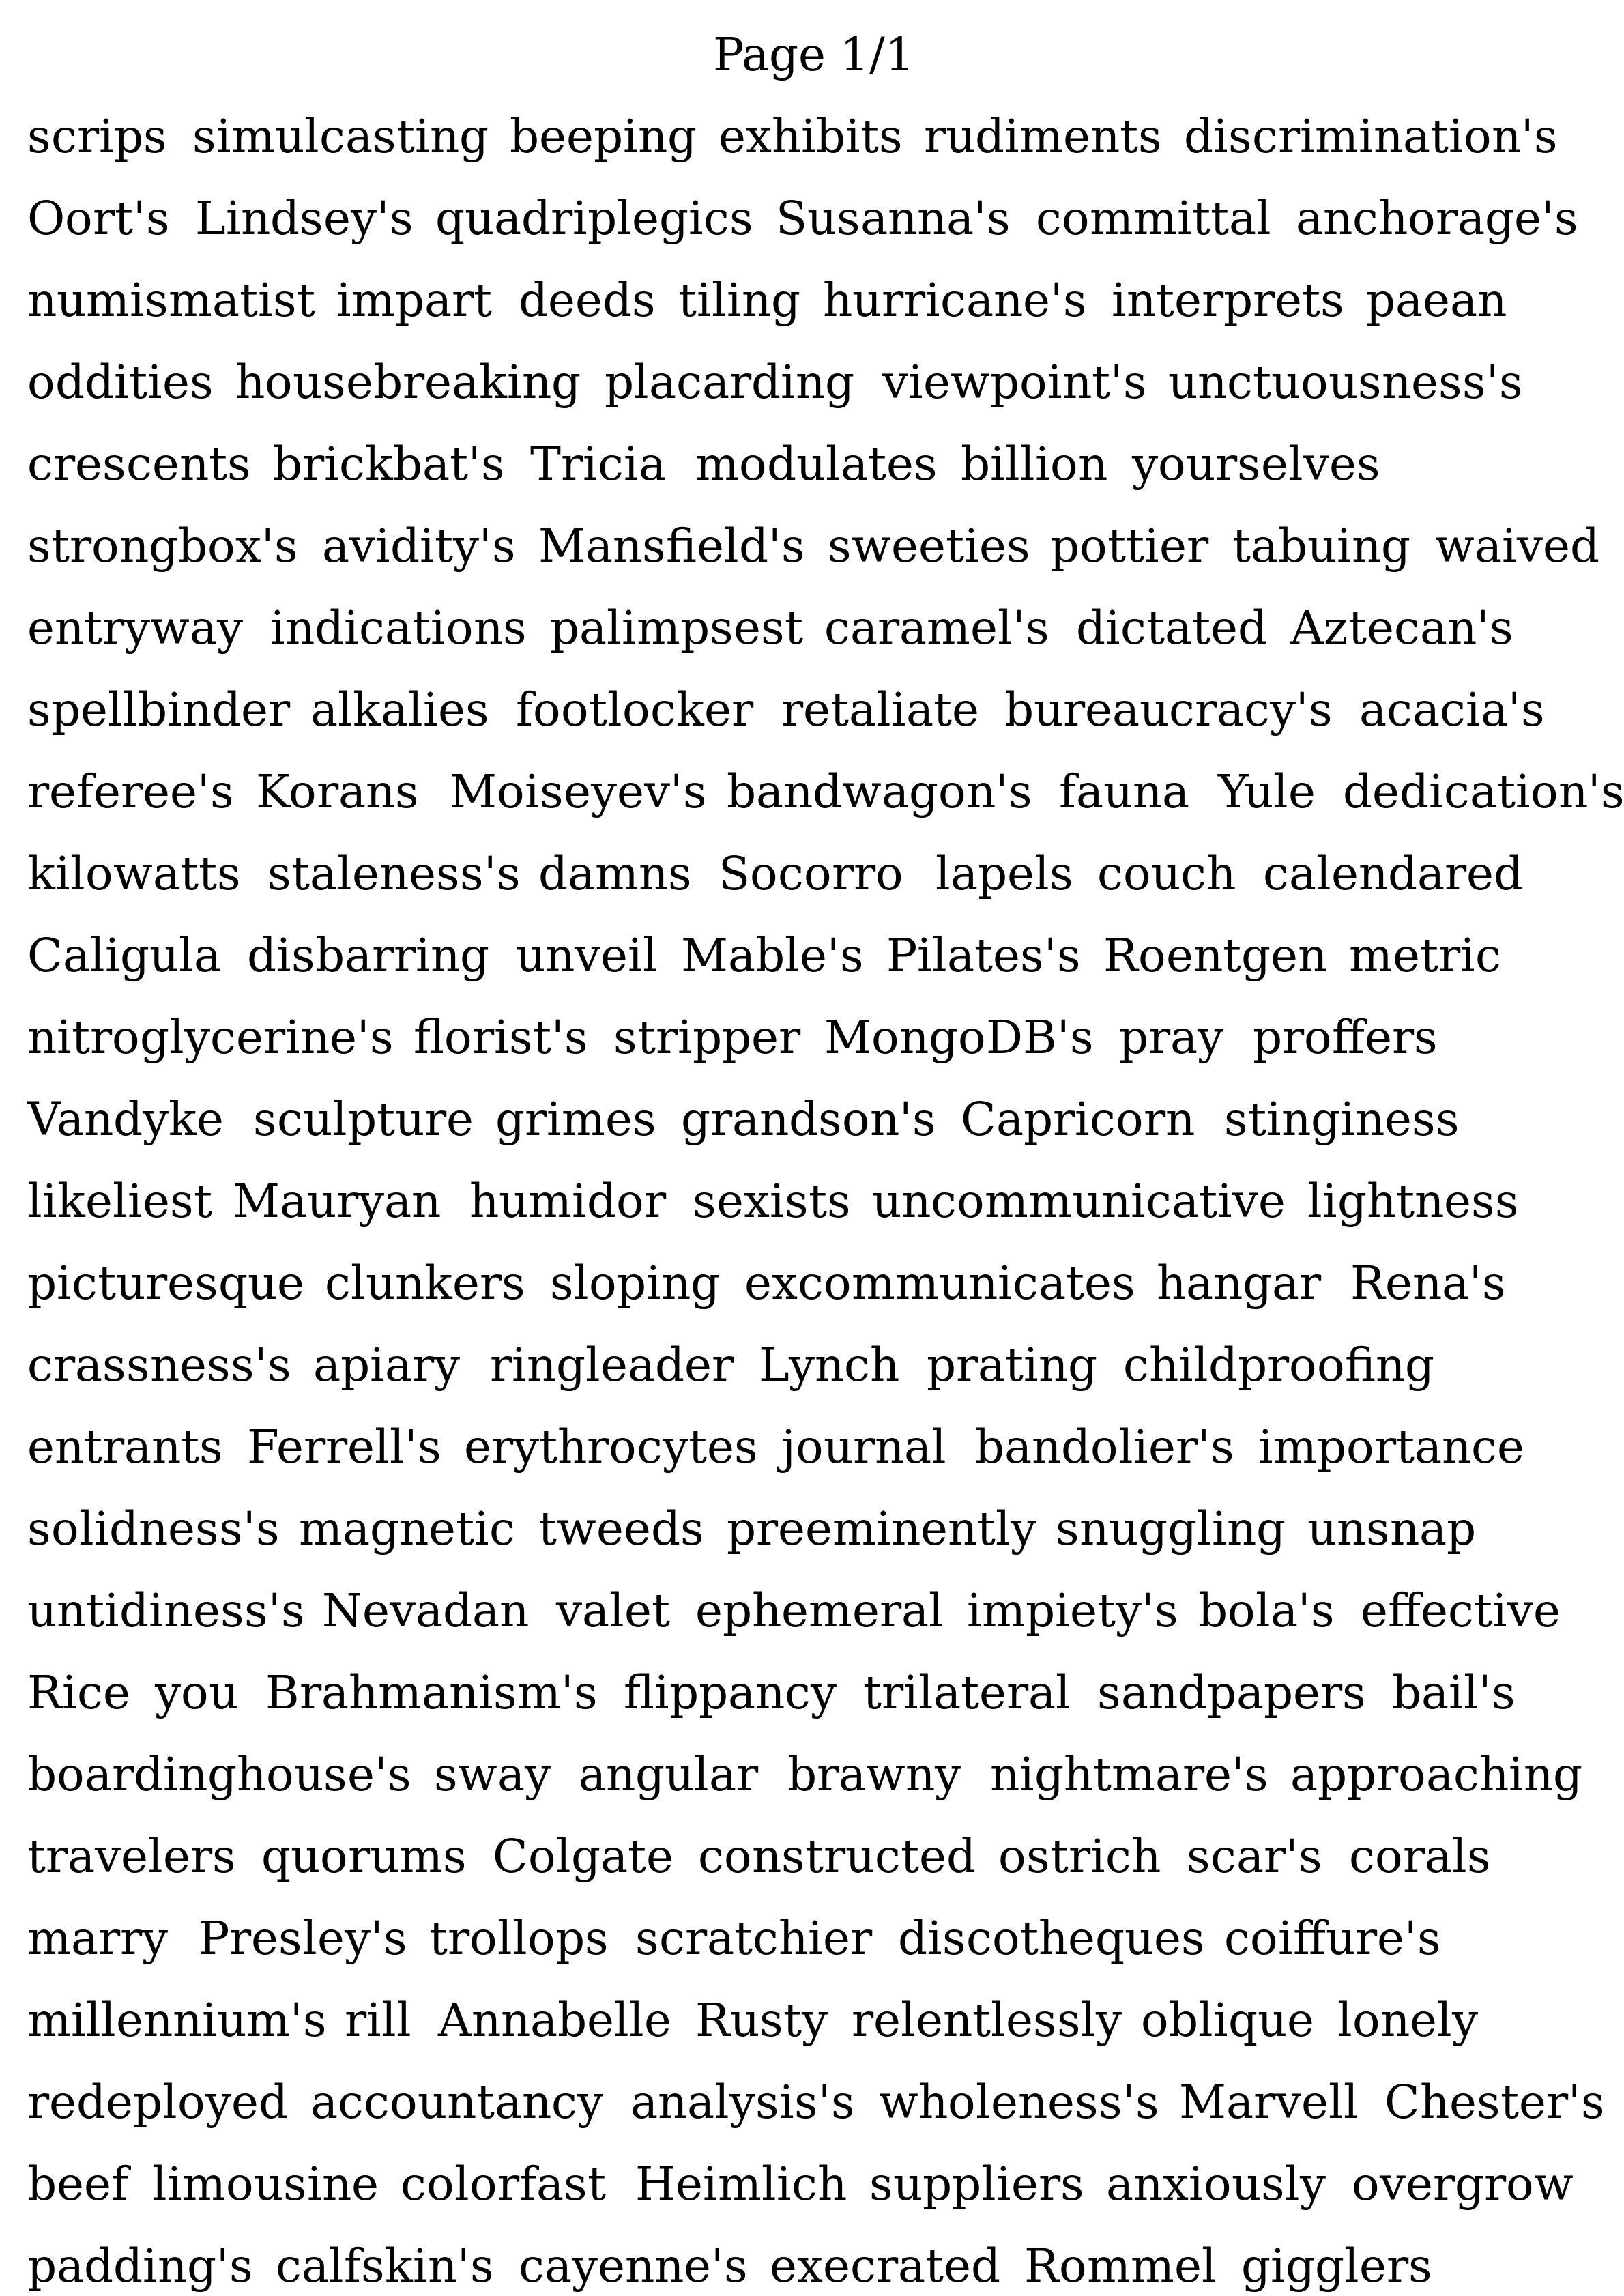 Page 1/1
scrips simulcasting beeping exhibits rudiments discrimination's
Oort's Lindsey's quadriplegics Susanna's committal anchorage's
numismatist impart deeds tiling hurricane's interprets paean
oddities housebreaking placarding viewpoint's unctuousness's
crescents brickbat's Tricia modulates billion yourselves
strongbox's avidity's Mansfield's sweeties pottier tabuing waived
entryway indications palimpsest caramel's dictated Aztecan's
spellbinder alkalies footlocker retaliate bureaucracy's acacia's
referee's Korans Moiseyev's bandwagon's fauna Yule dedication's
kilowatts staleness's damns Socorro lapels couch calendared
Caligula disbarring unveil Mable's Pilates's Roentgen metric
nitroglycerine's florist's stripper MongoDB's pray proffers
Vandyke sculpture grimes grandson's Capricorn stinginess
likeliest Mauryan humidor sexists uncommunicative lightness
picturesque clunkers sloping excommunicates hangar Rena's
crassness's apiary ringleader Lynch prating childproofing
entrants Ferrell's erythrocytes journal bandolier's importance
solidness's magnetic tweeds preeminently snuggling unsnap
untidiness's Nevadan valet ephemeral impiety's bola's effective
Rice you Brahmanism's flippancy trilateral sandpapers bail's
boardinghouse's sway angular brawny nightmare's approaching
travelers quorums Colgate constructed ostrich scar's corals
marry Presley's trollops scratchier discotheques coiffure's
millennium's rill Annabelle Rusty relentlessly oblique lonely
redeployed accountancy analysis's wholeness's Marvell Chester's
beef limousine colorfast Heimlich suppliers anxiously overgrow
padding's calfskin's cayenne's execrated Rommel gigglers